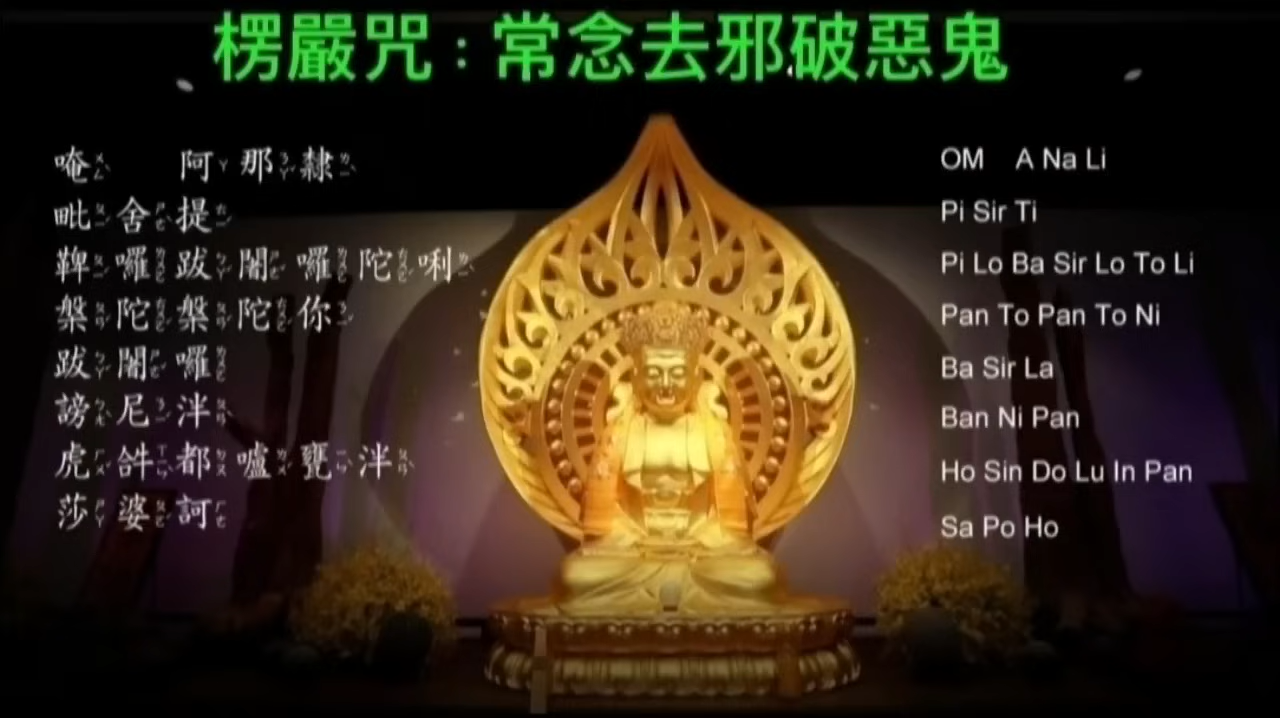 楞嚴咒：常念去邪破惡鬼
唵 阿那隸
毗舍提
鞞囉跋闍囉陀唎
槃陀槃陀你
跋闍囉
謗尼泮
虎𤙖都嚧甕泮
莎婆訶
OM A Na Li
Pi Sir Ti
Pi Lo Ba Sir Lo To Li
Pan To Pan To Ni
Ba Sir La
Ban Ni Pan
Ho Sin Do Lu In Pan
Sa Po Ho